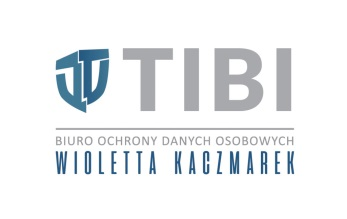 TIBI
BIURO OCHRONY DANYCH OSOBOWYCH
WIOLETTA KACZMAREK